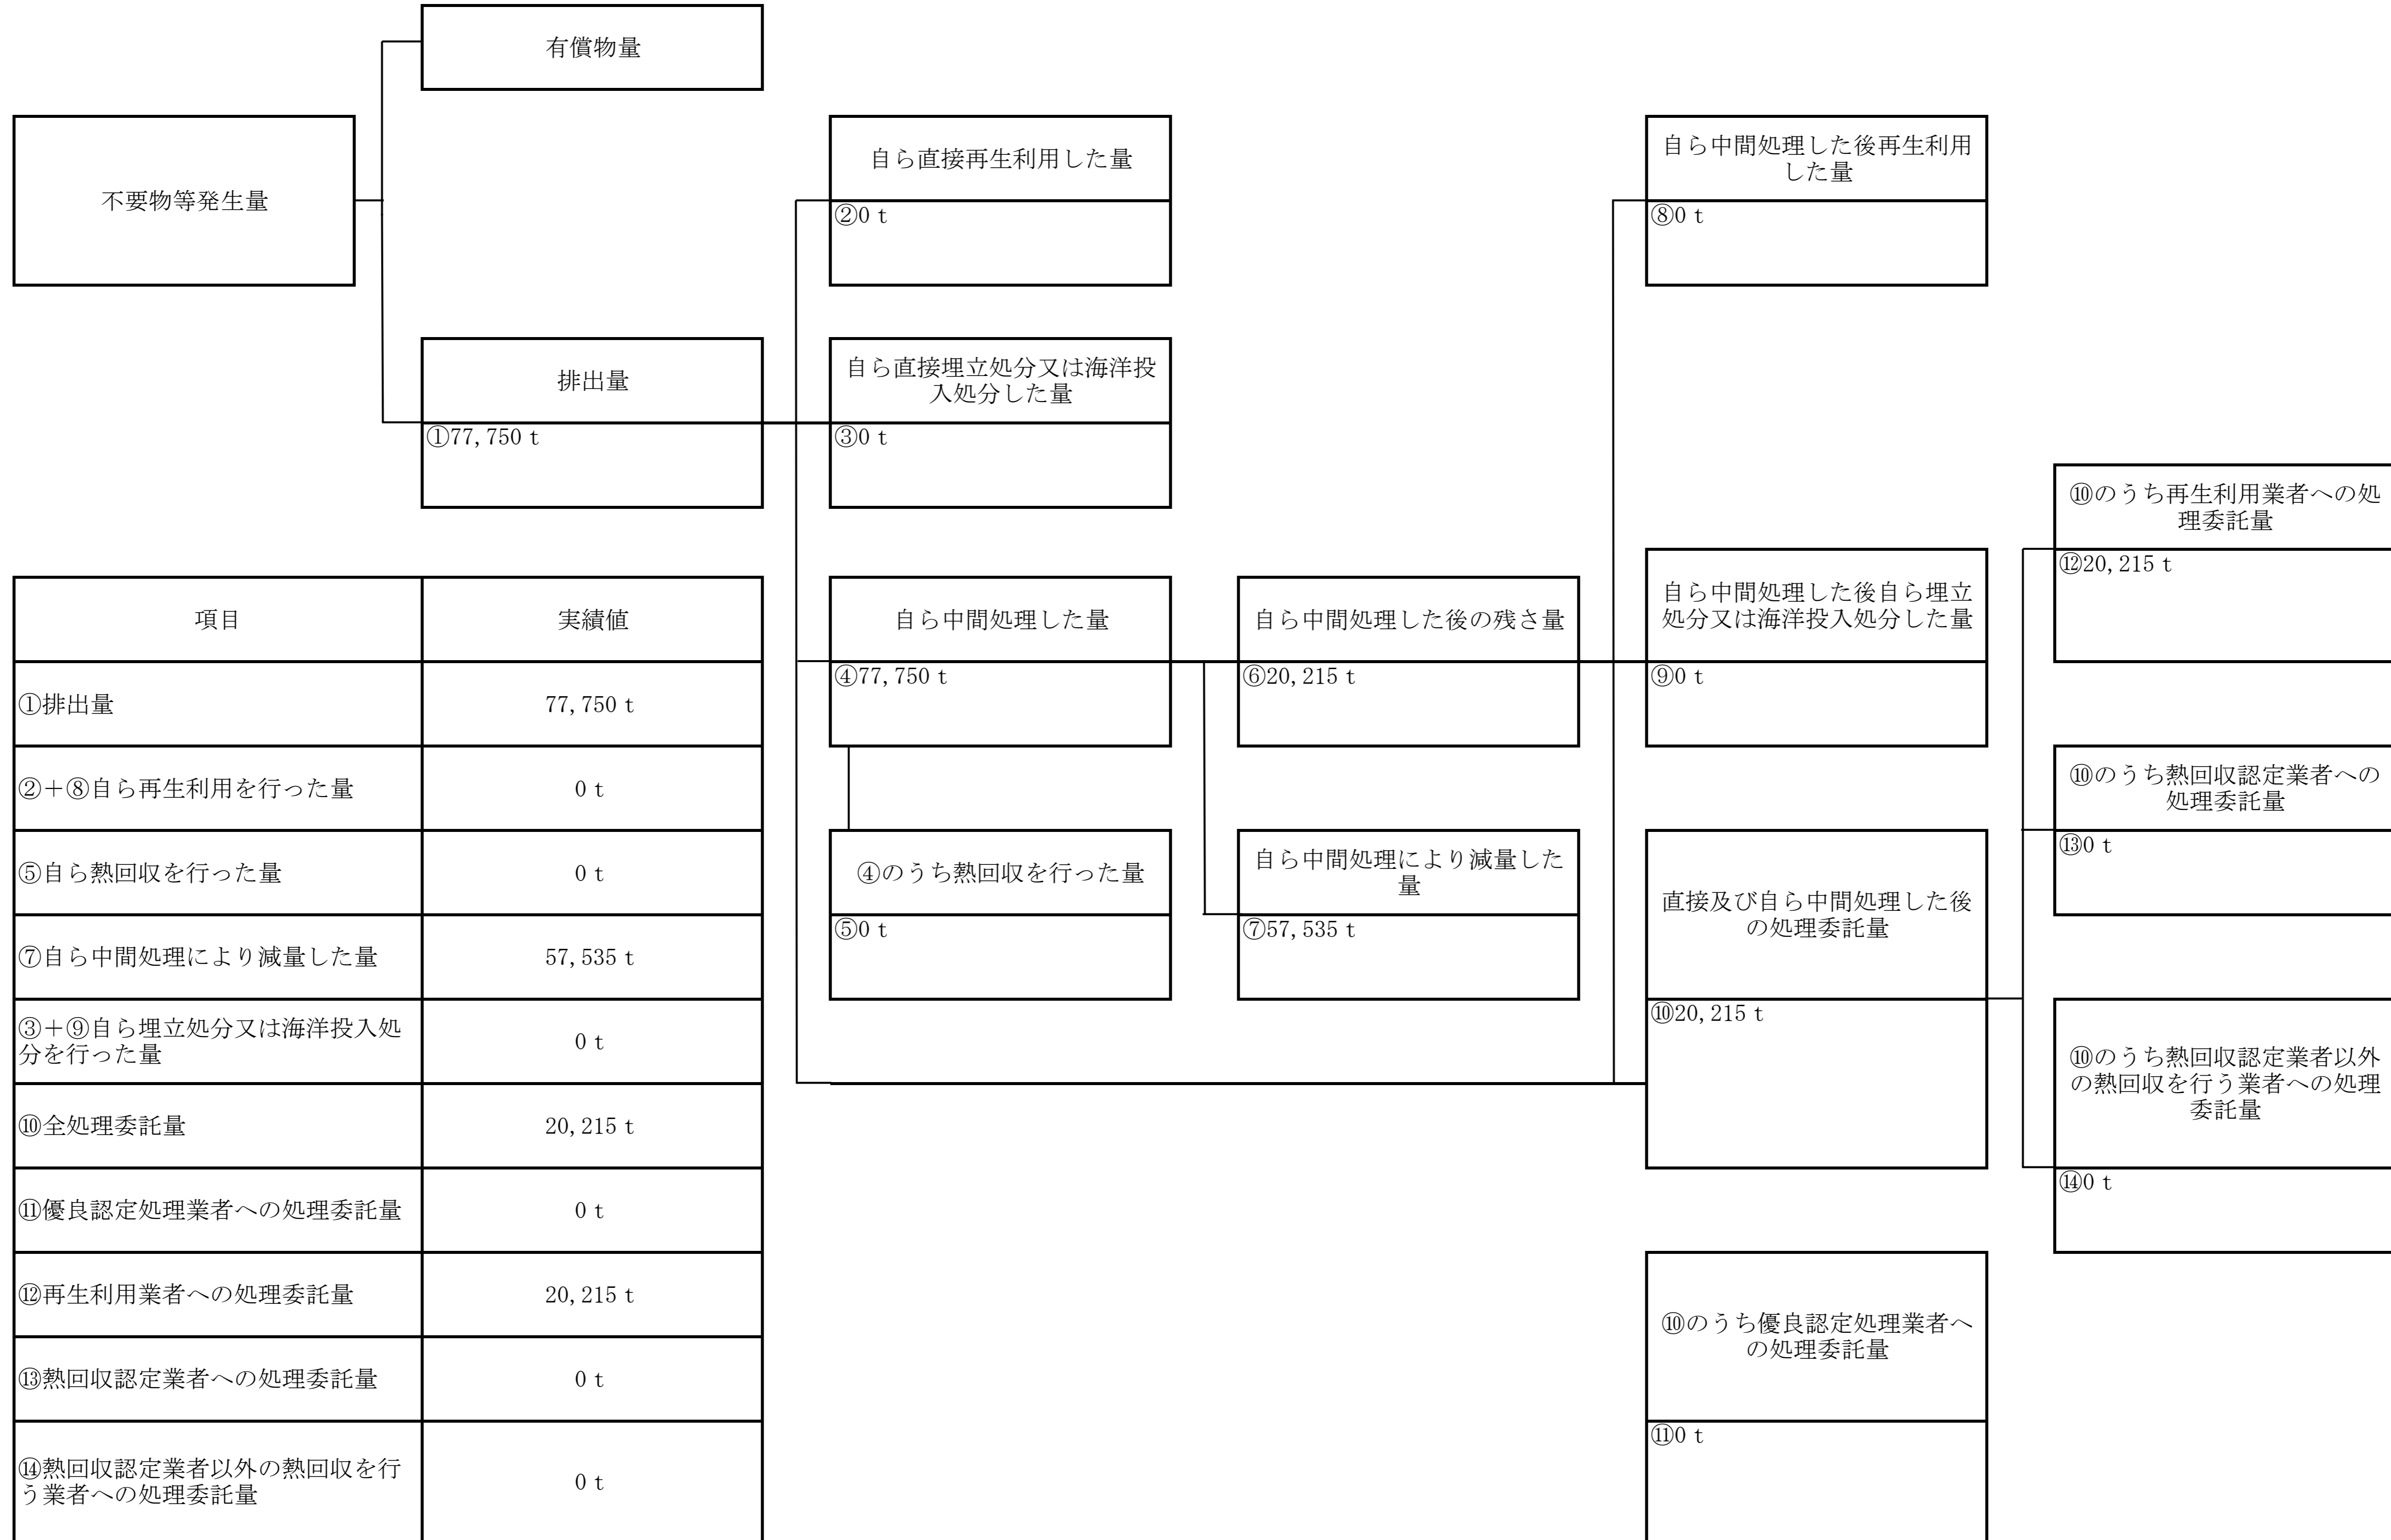 有償物量
不要物等発生量
排出量
①77,750 t
自ら直接再生利用した量
②0 t
自ら直接埋立処分又は海洋投
入処分した量
③0 t
自ら中間処理した量
④77,750 t
④のうち熱回収を行った量
⑤0 t
自ら中間処理した後の残さ量
⑥20,215 t
自ら中間処理により減量した
量
⑦57,535 t
自ら中間処理した後再生利用
した量
⑧0 t
自ら中間処理した後自ら埋立
処分又は海洋投入処分した量
⑨0 t
直接及び自ら中間処理した後
の処理委託量
⑩20,215 t
⑩のうち優良認定処理業者へ
の処理委託量
⑪0 t
⑩のうち再生利用業者への処
理委託量
⑫20,215 t
⑩のうち熱回収認定業者への
処理委託量
⑬0 t
⑩のうち熱回収認定業者以外
の熱回収を行う業者への処理
委託量
⑭0 t
項目 実績値
①排出量 77,750 t
②＋⑧自ら再生利用を行った量 0 t
⑤自ら熱回収を行った量 0 t
⑦自ら中間処理により減量した量 57,535 t
③＋⑨自ら埋立処分又は海洋投入処
分を行った量 0 t
⑩全処理委託量 20,215 t
⑪優良認定処理業者への処理委託量 0 t
⑫再生利用業者への処理委託量 20,215 t
⑬熱回収認定業者への処理委託量 0 t
⑭熱回収認定業者以外の熱回収を行
う業者への処理委託量 0 t